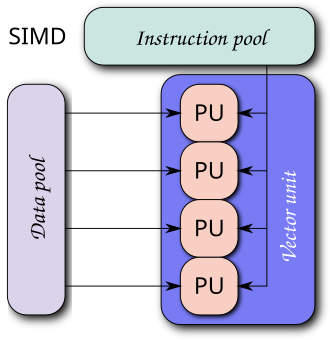 SIMD
Instruction pool
PU
PU
PU
PU
Data pool
Vector unit